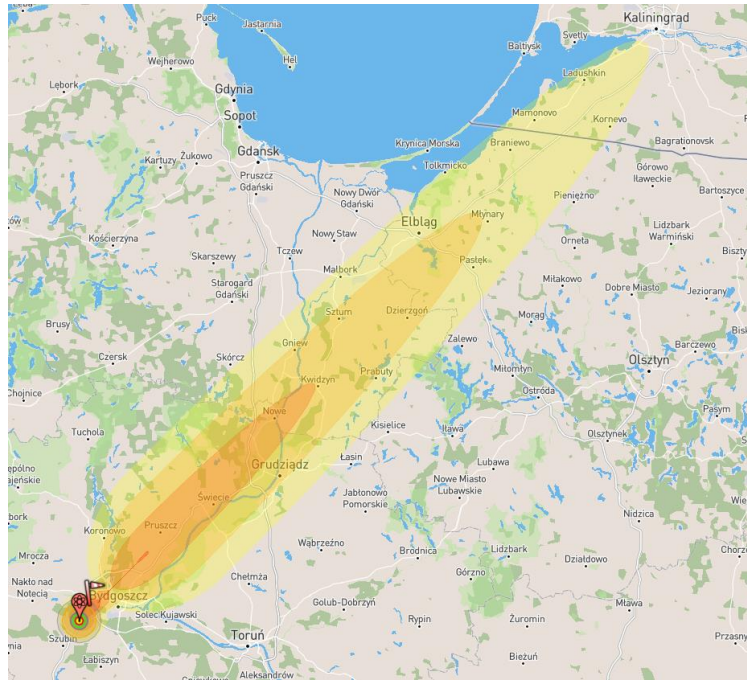 Puck
Jastarnia
Kaliningrad
Svetly
Baltiysk
Wejherowo
Hel
Ladushkin
Lębork
Gdynia
Sopot
Mamonovo
Kornevo
Gdańsk
Krynica Morska
Braniewo
Bagrationovsk
Kartuzy
Żukowo
Tolkmicko
Pruszcz
Gdański
Górowo
Iławeckie
Bartoszyce
Nowy Dwór
Gdański
Pieniężno
Elbląg
Młynary
Kościerzyna
Nowy Staw
Orneta
Lidzbark
Warmiński
Skarszewy
Tczew
Malbork
Pasłęk
Starogard
Gdański
Miłakowo
Dobre Miasto
Jeziorany
Sztum
Dzierzgoń
Morąg
Brusy
Gniew
Zalewo
Barczewo
Czersk
Skórcz
Prabuty
Miłomłyn
Olsztyn
Chojnice
Kwidzyn
Ostróda
Nowe
Pasym
Tuchola
Kisielice
Iława
Olsztynek
Łasin
Grudziądz
Lubawa
Nowe Miasto
Lubawskie
Świecie
Jabłonowo
Pomorskie
Koronowo
Pruszcz
Nidzica
Wąbrzeźno
Brodnica
Lidzbark
Mrocza
Działdowo
Chełmża
Górzno
Nakło nad
Notecią
Bydgoszcz
Golub-Dobrzyń
Mława
Solec Kujawski
Rypin
Żuromin
Szubin
Toruń
Łabiszyn
Bieżuń
Aleksandrów